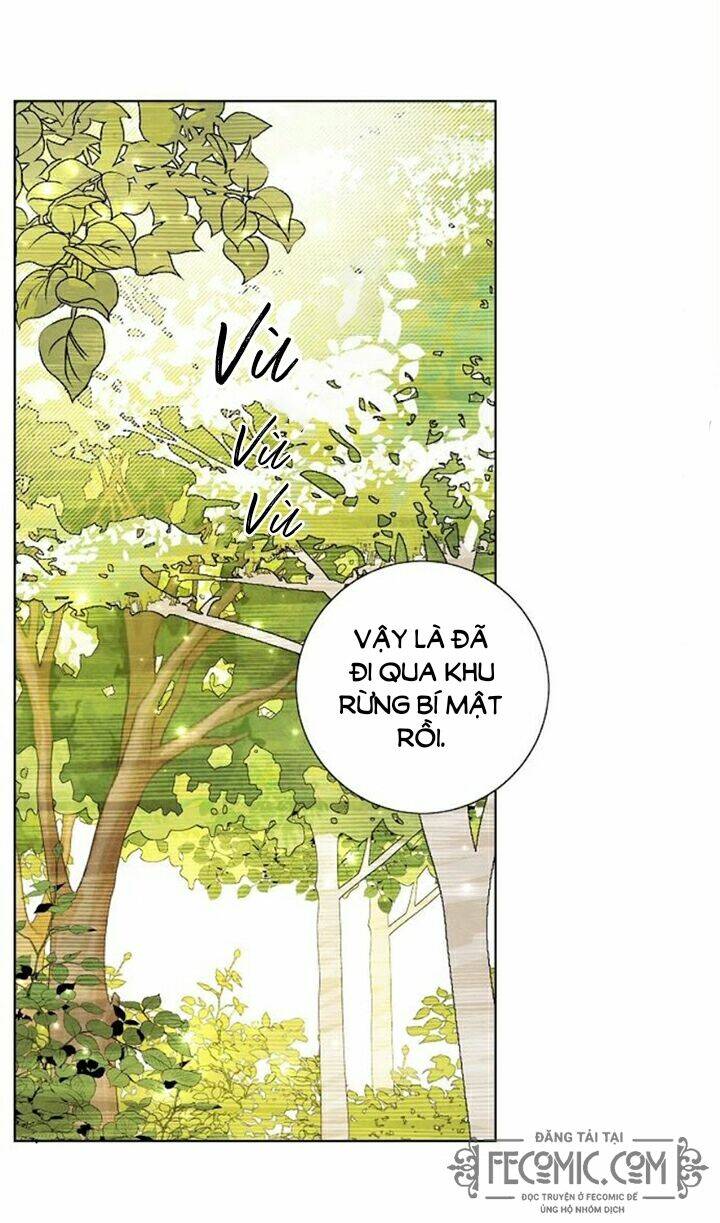 Vù
Vù
Vù
VẬY LÀ ĐÃ
ĐI QUA KHU
RỪNG BÍ MẬT
RỒI.
ĐĂNG TẢI TẠI
FECOMIC.COM
ĐỌC TRUYỆN Ở FECOMIC ĐỂ
ỦNG HỘ NHÓM DỊCH